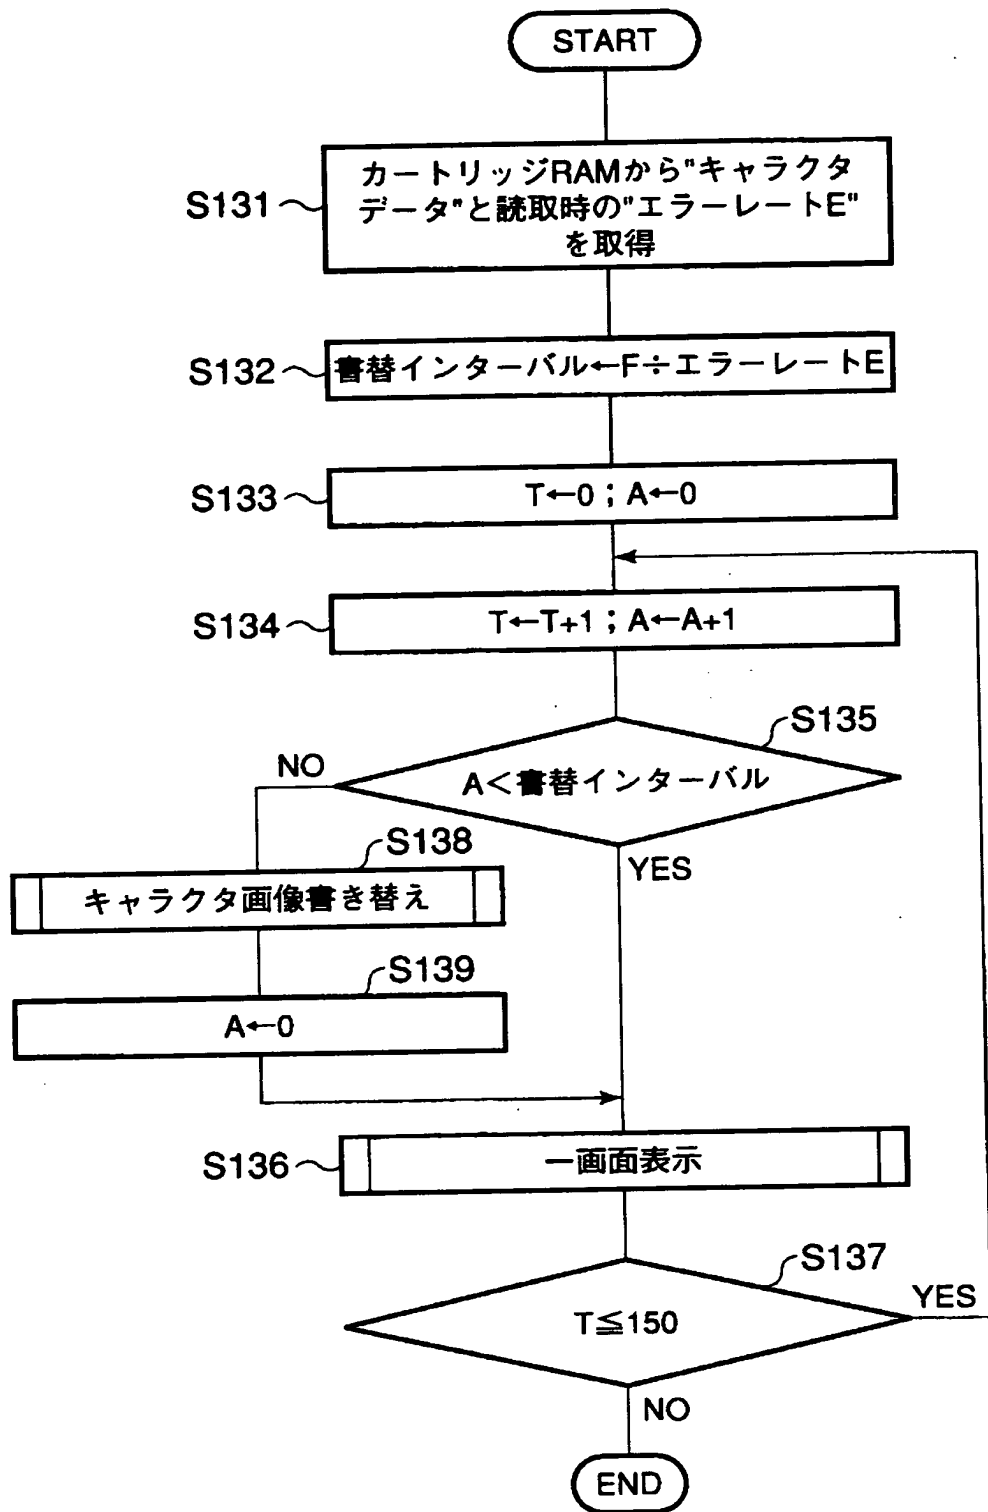 START
S131
カートリッジRAMから"キャラクタ
データ"と読取時の"エラーレートE"
を取得
S132
書替インターバル←F÷エラーレートE
S133
T←0；A←0
S134
T←T+1；A←A+1
S135
A＜書替インターバル
NO
YES
S138
キャラクタ画像書き替え
S139
A←0
S136
一画面表示
S137
T≦150
YES
NO
END